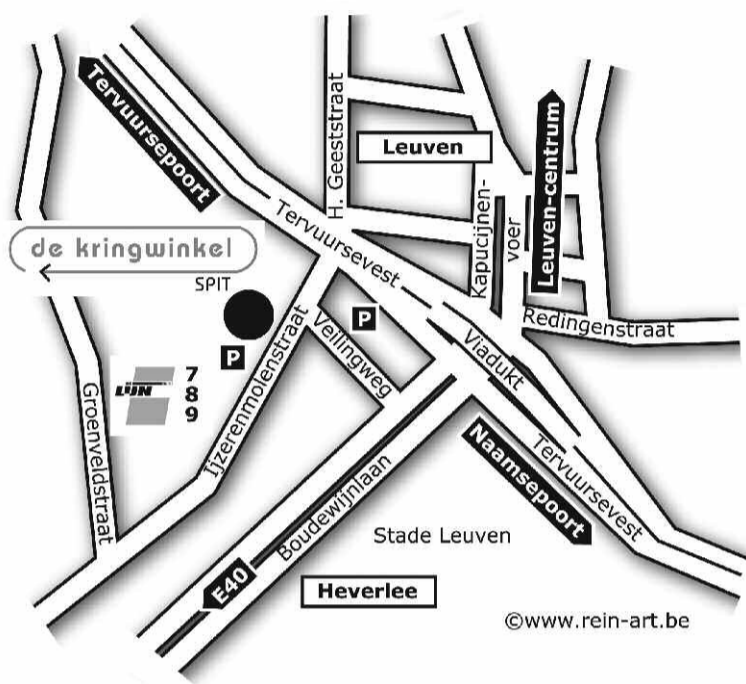 Tervuursepoort
H. Geeststraat
Leuven
Leuven-centrum
Kapucijnen-
voer
Tervuursevest
de kringwinkel
SPIT
P
P
Redingenstraat
Viadukt
Veilingweg
Ijzerenmolenstraat
LIJN
7
8
9
Groenveldstraat
Naamsepoort
Tervuursevest
Boudewijnlaan
Stade Leuven
E40
Heverlee
©www.rein-art.be